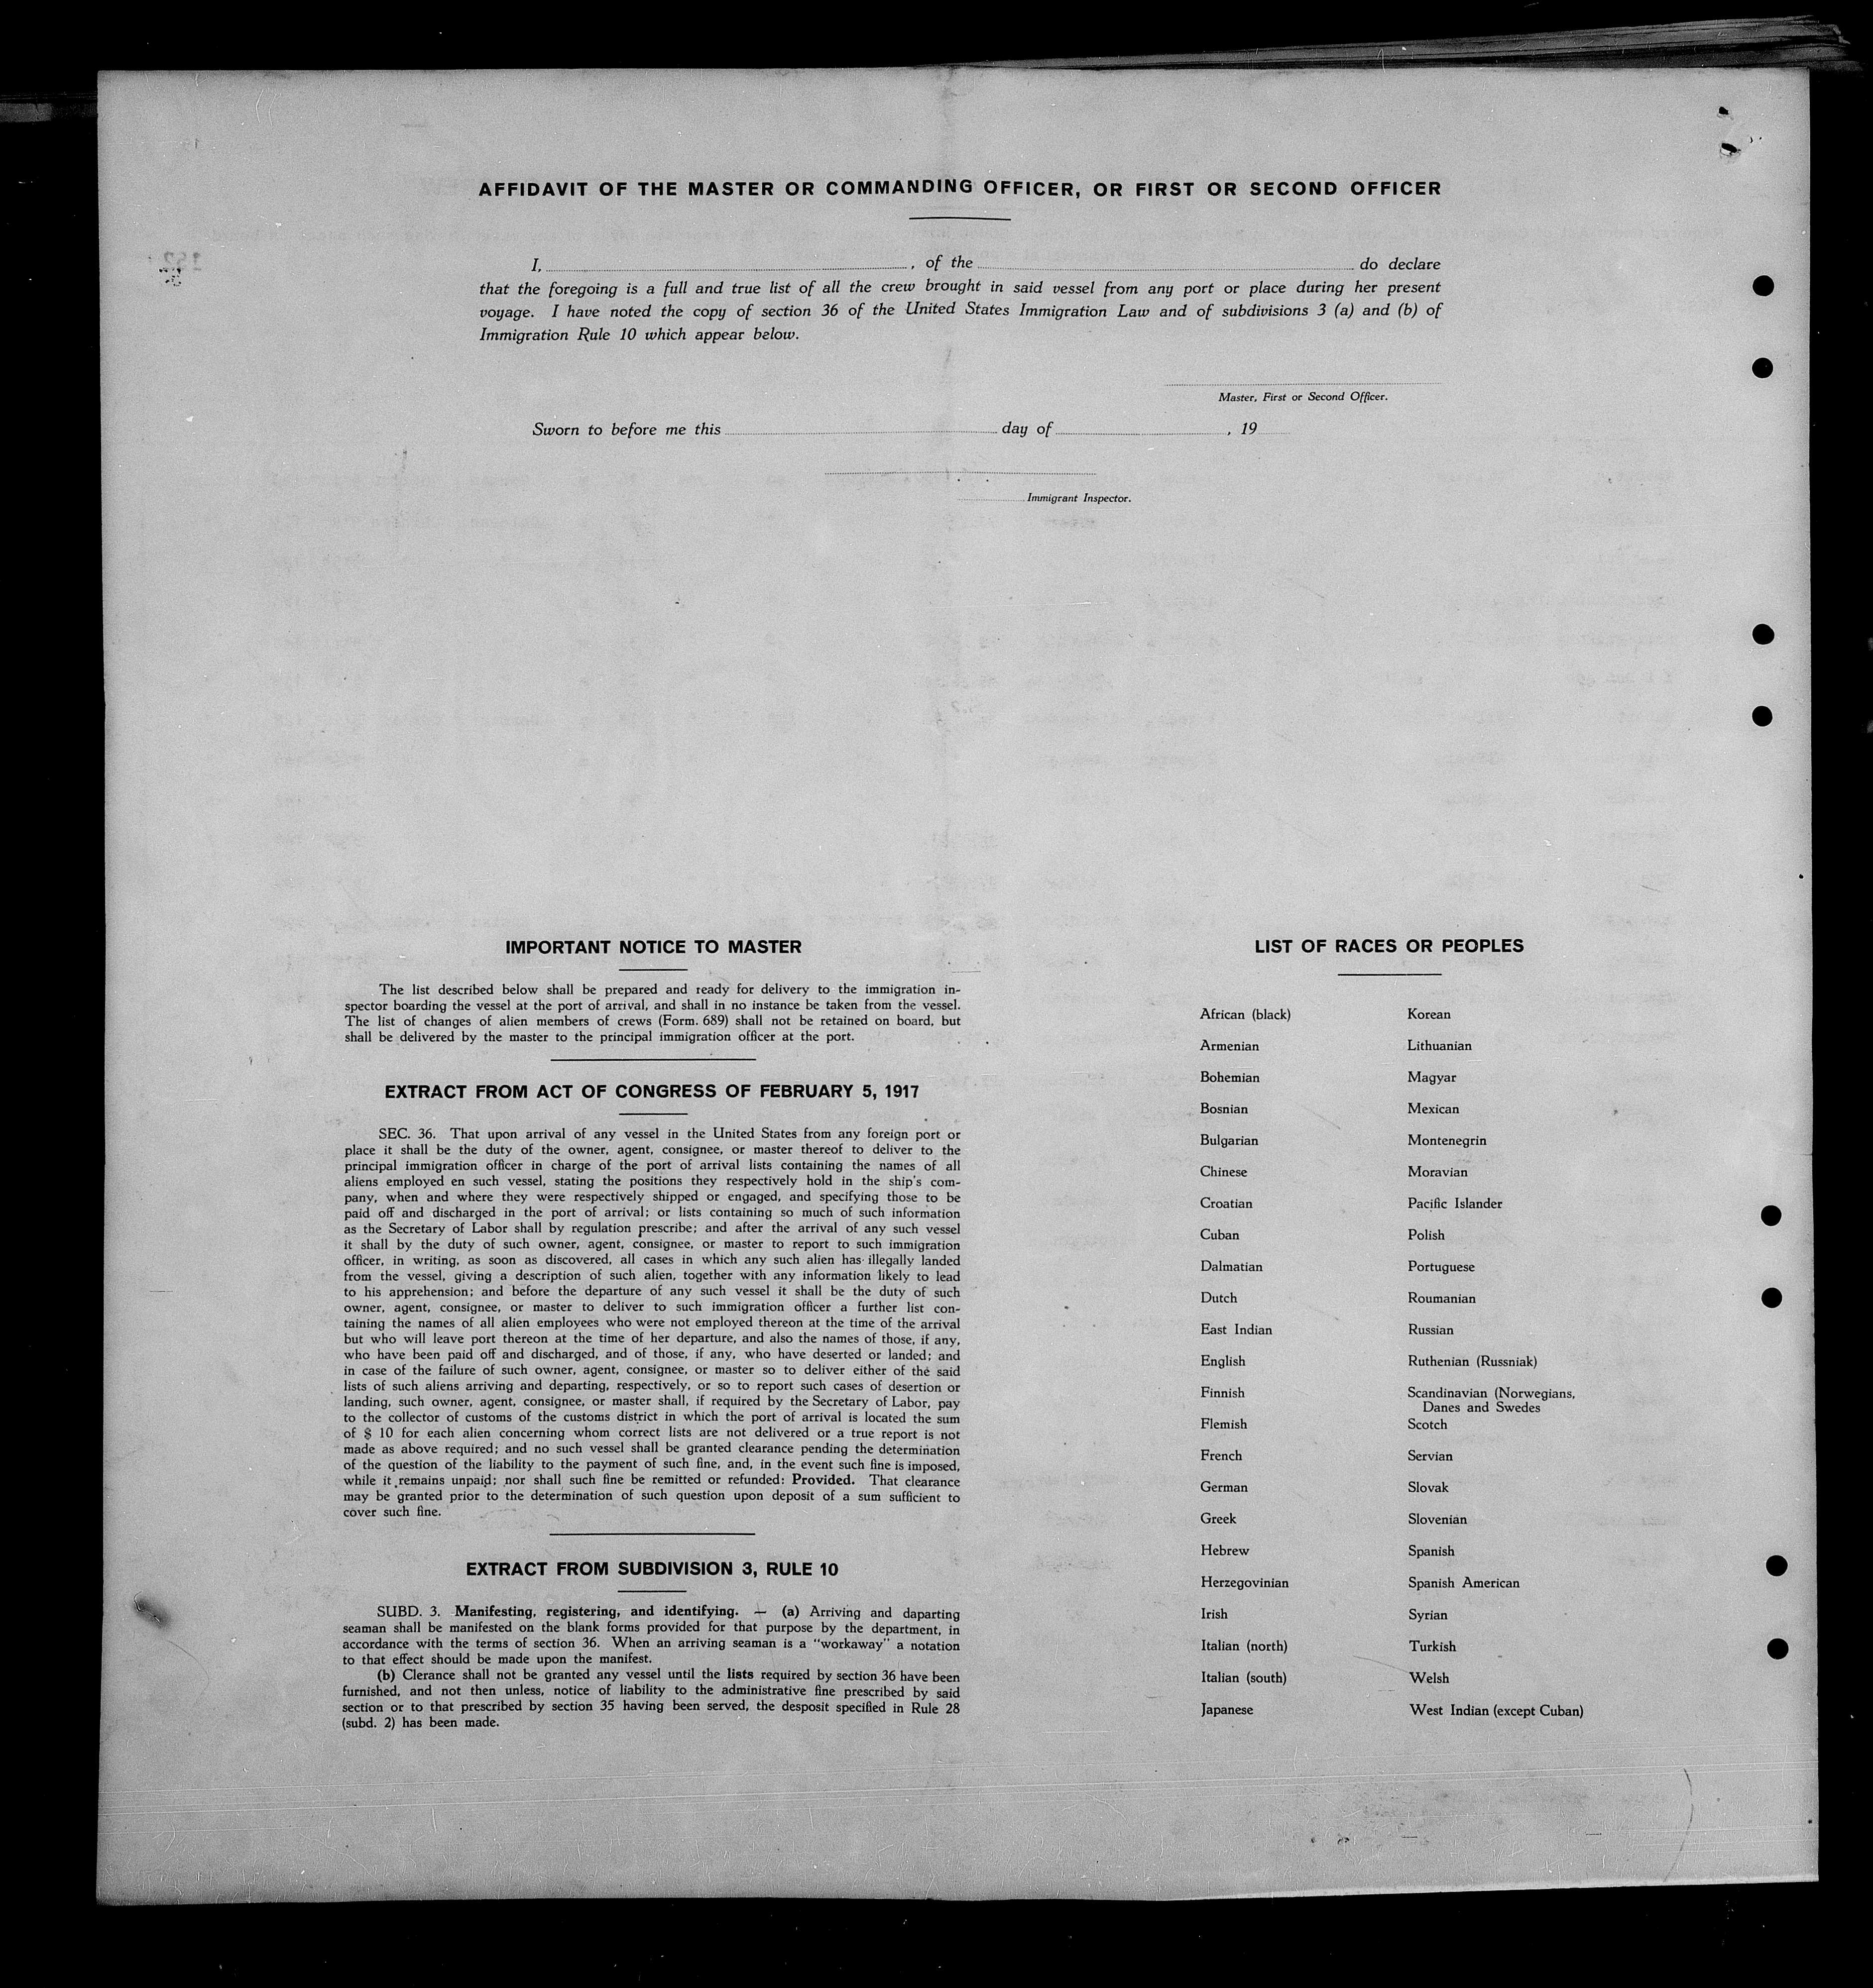 AFFIDAVIT OF THE MASTER OR COMMANDING OFFICER, OR FIRST OR SECOND OFFICER
I, , of the do declare
that the foregoing is a full and true list of all the crew brought in said vessel from any port or place during her present
voyage. I have noted the copy of section 36 of the United States Immigration Law and of subdivisions 3 (a) and (b) of
Immigration Rule 10 which appear below.
Master, First or Second Officer.
Sworn to before me this day of , 19
Immigrant Inspector.
IMPORTANT NOTICE TO MASTER
The list described below shall be prepared and ready for delivery to the immigration in-
spector boarding the vessel at the port of arrival, and shall in no instance be taken from the vessel.
The list of changes of alien members of crews (Form. 689) shall not be retained on board, but
shall be delivered by the master to the principal immigration officer at the port.
EXTRACT FROM ACT OF CONGRESS OF FEBRUARY 5, 1917
SEC. 36. That upon arrival of any vessel in the United States from any foreign port or
place it shall be the duty of the owner, agent, consignee, or master thereof to deliver to the
principal immigration officer in charge of the port of arrival lists containing the names of all
aliens employed en such vessel, stating the positions they respectively hold in the ship's com-
pany, when and where they were respectively shipped or engaged, and specifying those to be
paid off and discharged in the port of arrival; or lists containing so much of such information
as the Secretary of Labor shall by regulation prescribe; and after the arrival of any such vessel
it shall by the duty of such owner, agent, consignee, or master to report to such immigration
officer, in writing, as soon as discovered, all cases in which any such alien has illegally landed
from the vessel, giving a description of such alien, together with any information likely to lead
to his apprehension; and before the departure of any such vessel it shall be the duty of such
owner, agent, consignee, or master to deliver to such immigration officer a further list con-
taining the names of all alien employees who were not employed thereon at the time of the arrival
but who will leave port thereon at the time of her departure, and also the names of those, if any,
who have been paid off and discharged, and of those, if any, who have deserted or landed; and
in case of the failure of such owner, agent, consignee, or master so to deliver either of the said
lists of such aliens arriving and departing, respectively, or so to report such cases of desertion or
landing, such owner, agent, consignee, or master shall, if required by the Secretary of Labor, pay
to the collector of customs of the customs district in which the port of arrival is located the sum
of $ 10 for each alien concerning whom correct lists are not delivered or a true report is not
made as above required; and no such vessel shall be granted clearance pending the determination
of the question of the liability to the payment of such fine, and, in the event such fine is imposed,
while it remains unpaid; nor shall such fine be remitted or refunded: Provided. That clearance
may be granted prior to the determination of such question upon deposit of a sum sufficient to
cover such fine.
EXTRACT FROM SUBDIVISION 3, RULE 10
SUBD. 3. Manifesting, registering, and identifying. — (a) Arriving and daparting
seaman shall be manifested on the blank forms provided for that purpose by the department, in
accordance with the terms of section 36. When an arriving seaman is a "workaway" a notation
to that effect should be made upon the manifest.
(b) Clerance shall not be granted any vessel until the lists required by section 36 have been
furnished, and not then unless, notice of liability to the administrative fine prescribed by said
section or to that prescribed by section 35 having been served, the desposit specified in Rule 28
(subd. 2) has been made.
LIST OF RACES OR PEOPLES
African (black)
Armenian
Bohemian
Bosnian
Bulgarian
Chinese
Croatian
Cuban
Dalmatian
Dutch
East Indian
English
Finnish
Flemish
French
German
Greek
Hebrew
Herzegovinian
Irish
Italian (north)
Italian (south)
Japanese
Korean
Lithuanian
Magyar
Mexican
Montenegrin
Moravian
Pacific Islander
Polish
Portuguese
Roumanian
Russian
Ruthenian (Russniak)
Scandinavian (Norwegians,
Danes and Swedes
Scotch
Servian
Slovak
Slovenian
Spanish
Spanish American
Syrian
Turkish
Welsh
West Indian (except Cuban)